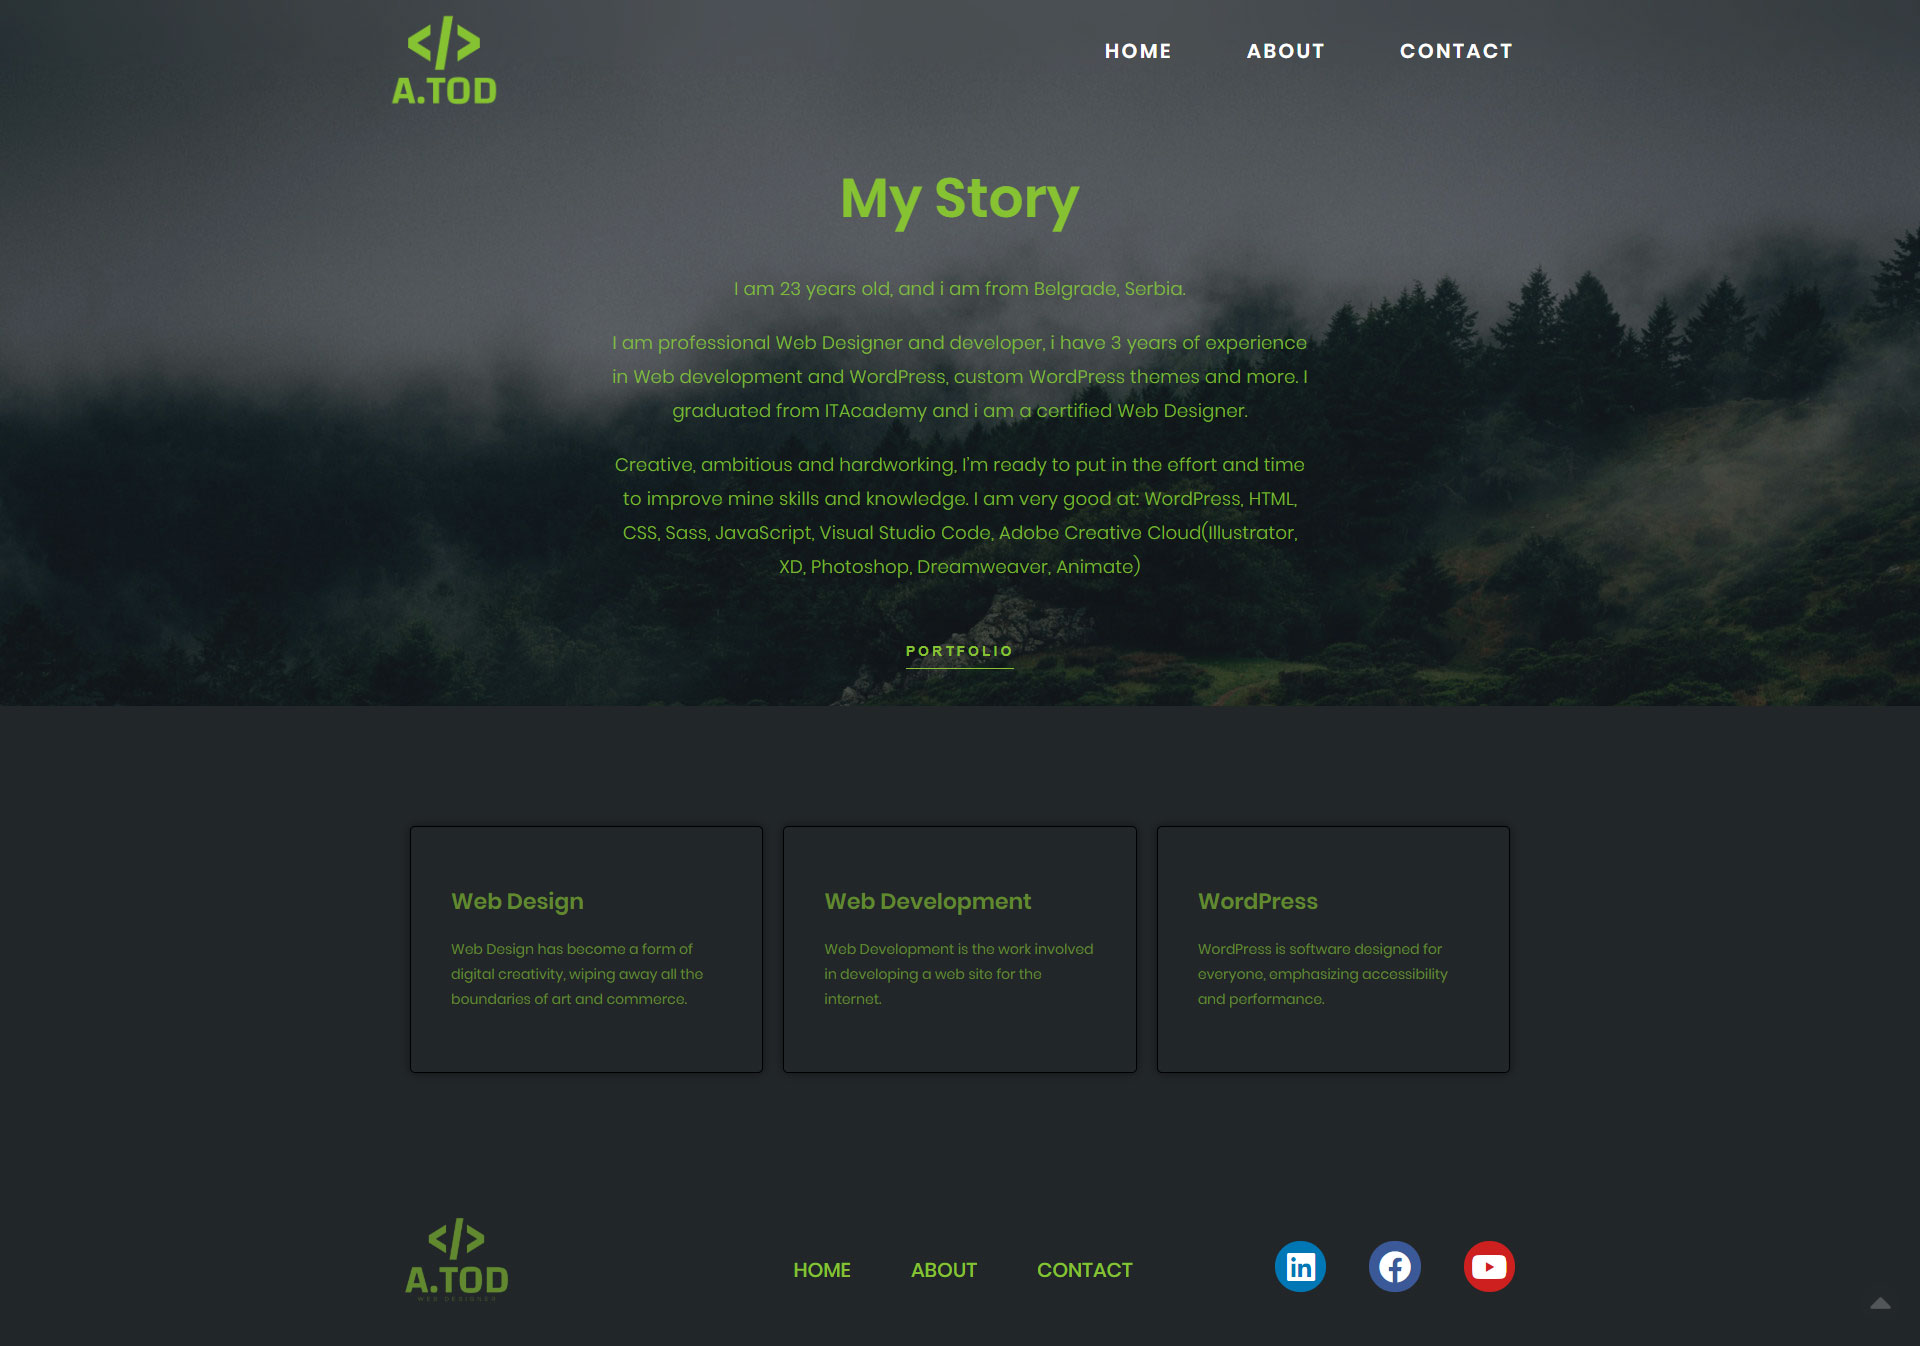 </>
A.TOD
HOME ABOUT CONTACT
My Story
I am 23 years old, and i am from Belgrade, Serbia.
I am professional Web Designer and developer, i have 3 years of experience
in Web development and WordPress, custom WordPress themes and more. I
graduated from ITAcademy and i am a certified Web Designer.
Creative, ambitious and hardworking, I'm ready to put in the effort and time
to improve mine skills and knowledge. I am very good at: WordPress, HTML,
CSS, Sass, JavaScript, Visual Studio Code, Adobe Creative Cloud(Illustrator,
XD, Photoshop, Dreamweaver, Animate)
PORTFOLIO
Web Design
Web Design has become a form of
digital creativity, wiping away all the
boundaries of art and commerce.
Web Development
Web Development is the work involved
in developing a web site for the
internet.
WordPress
WordPress is software designed for
everyone, emphasizing accessibility
and performance.
</>
A.TOD
WEB DESIGNER
HOME ABOUT CONTACT
in f